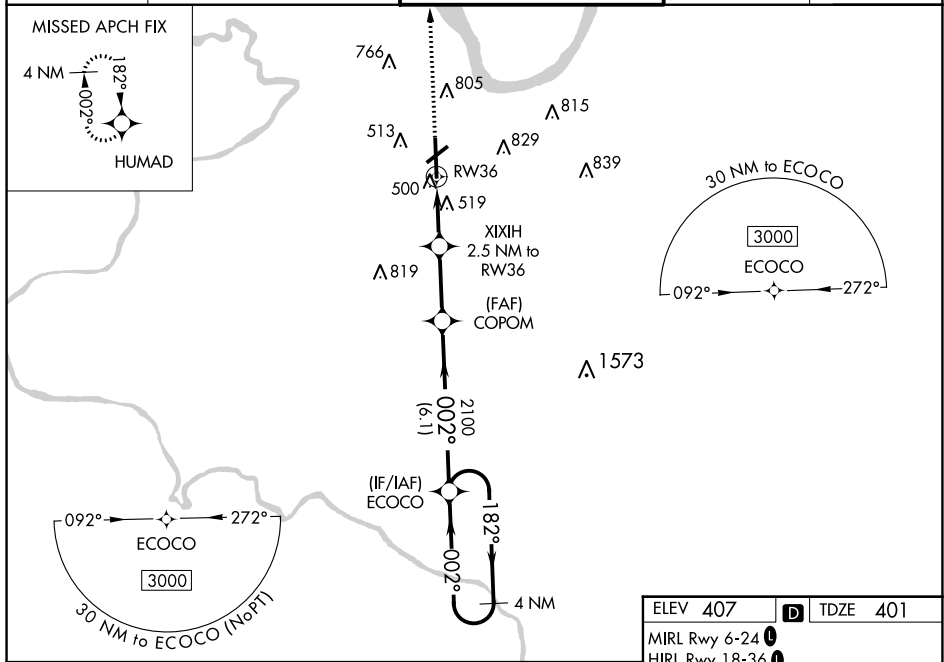 MISSED APCH FIX
4 NM
182°
002°
HUMAD
766
805
815
513
829
839
RW36
500
519
XIXIH
2.5 NM to
RW36
819
(FAF)
COPOM
1573
30 NM to ECOCO
3000
ECOCO
092°
272°
2100
002°
(6.1)
(IF/IAF)
ECOCO
182°
002°
4 NM
092°
272°
ECOCO
3000
30 NM to ECOCO (NoPT)
ELEV 407
D
TDZE 401
MIRL Rwy 6-24 L
HIRL Rwy 18-36 L